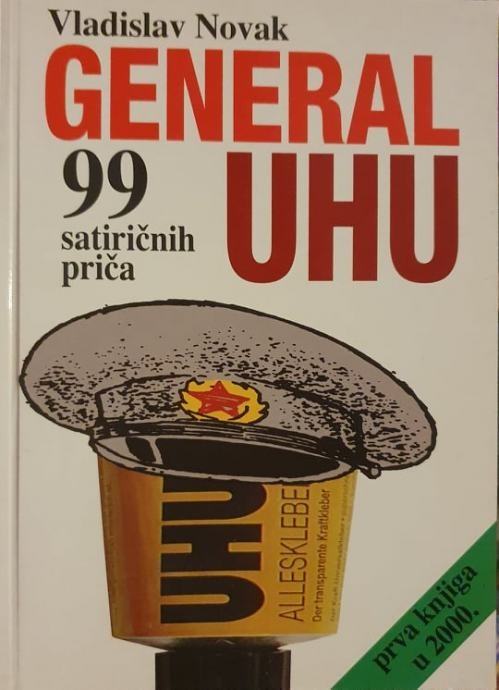 Vladislav Novak
GENERAL
UHU
99
satiričnih
priča
UHU
ALLESKLEBER
Der transparente Kraftkleber
prva knjiga
u 2000.